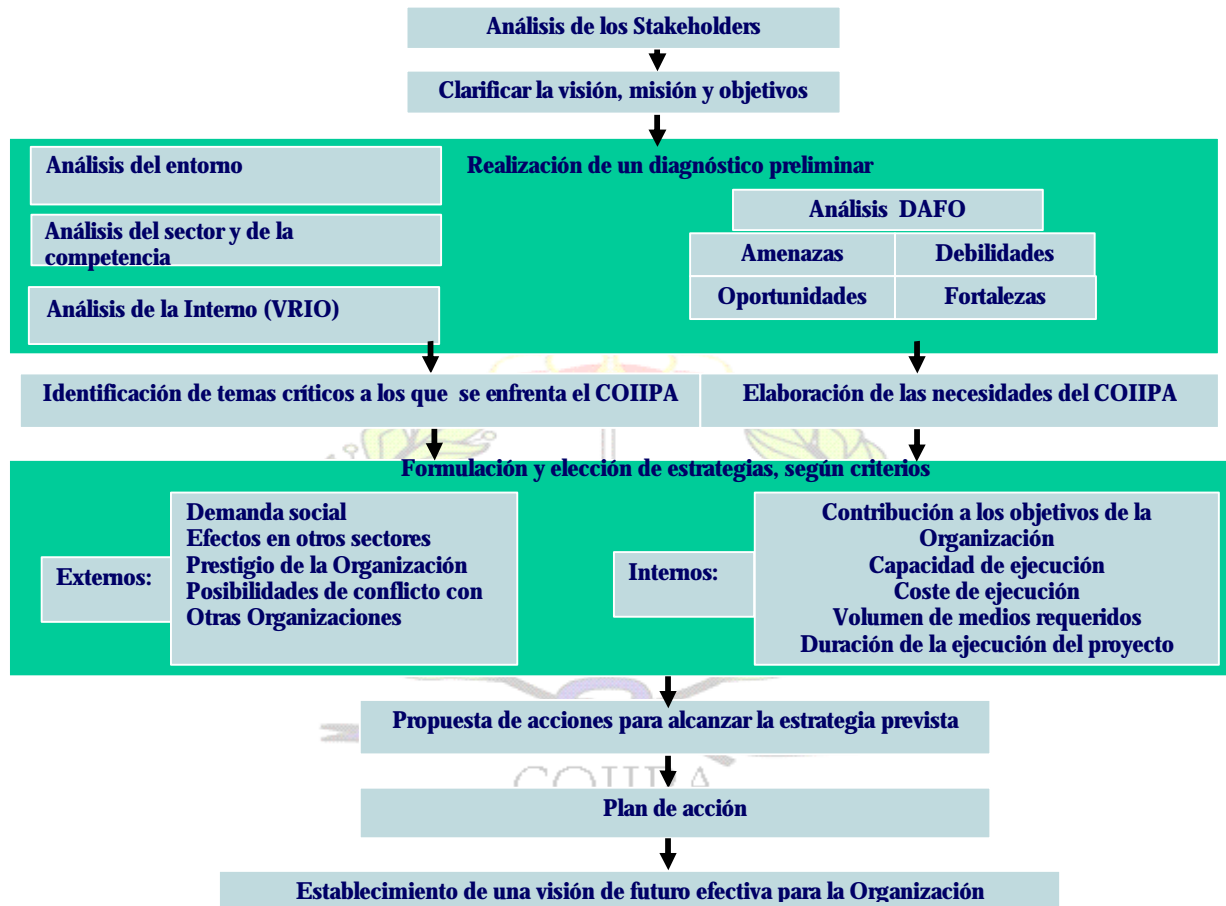 Análisis de los Stakeholders
Clarificar la visión, misión y objetivos
Realización de un diagnóstico preliminar
Análisis del entorno
Análisis del sector y de la
competencia
Análisis de la Interno (VRIO)
Análisis DAFO
Amenazas
Debilidades
Oportunidades
Fortalezas
Identificación de temas críticos a los que se enfrenta el COIIPA
Elaboración de las necesidades del COIIPA
Formulación y elección de estrategias, según criterios
Externos:
Demanda social
Efectos en otros sectores
Prestigio de la Organización
Posibilidades de conflicto con
Otras Organizaciones
Internos:
Contribución a los objetivos de la
Organización
Capacidad de ejecución
Coste de ejecución
Volumen de medios requeridos
Duración de la ejecución del proyecto
Propuesta de acciones para alcanzar la estrategia prevista
COIIPA
Plan de acción
Establecimiento de una visión de futuro efectiva para la Organización